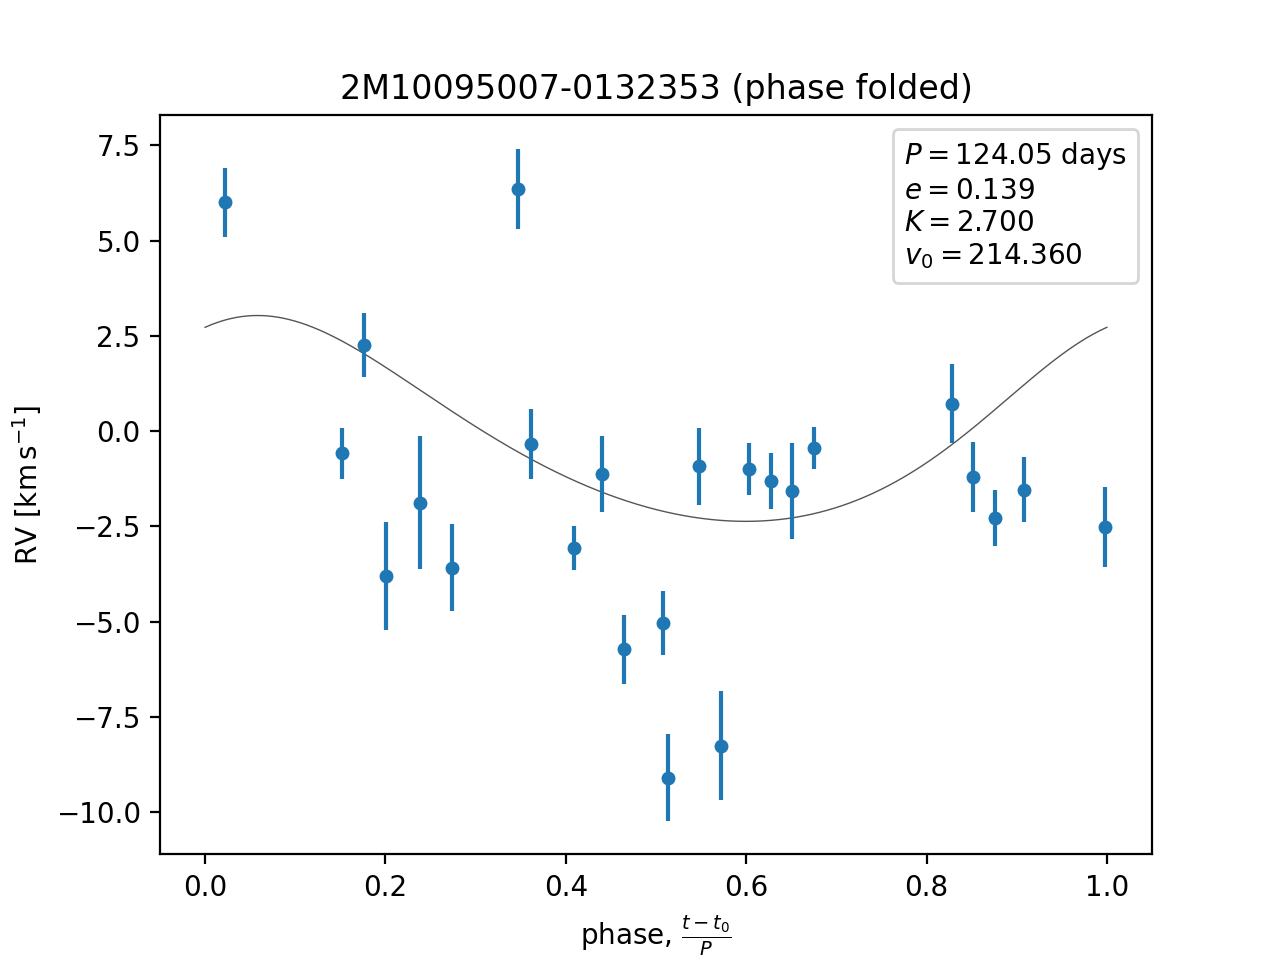 2M10095007-0132353 (phase folded)
P = 124.05 days
e = 0.139
K = 2.700
v₀ = 214.360
7.5
5.0
2.5
0.0
−2.5
−5.0
−7.5
−10.0
RV [km s⁻¹]
0.0 0.2 0.4 0.6 0.8 1.0
phase, (t − t₀)/P